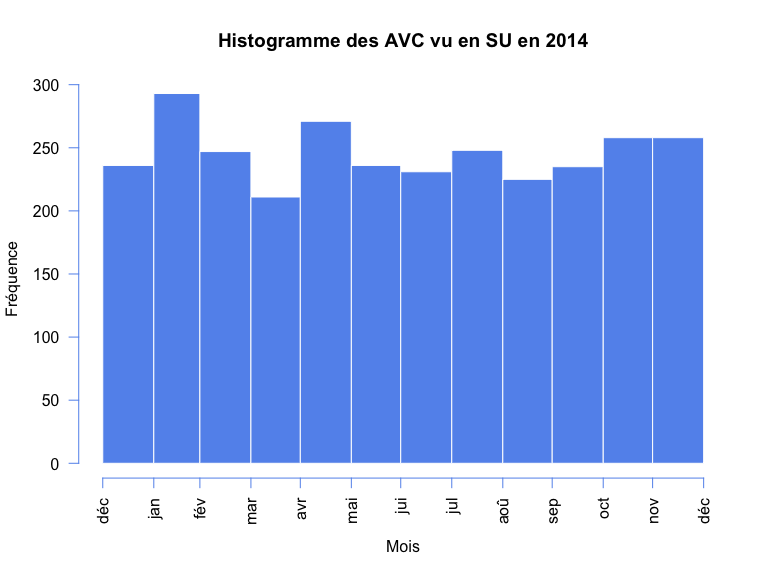 Histogramme des AVC vu en SU en 2014
Fréquence
300
250
200
150
100
50
0
déc jan fév mar avr mai jui jul aoû sep oct nov déc
Mois